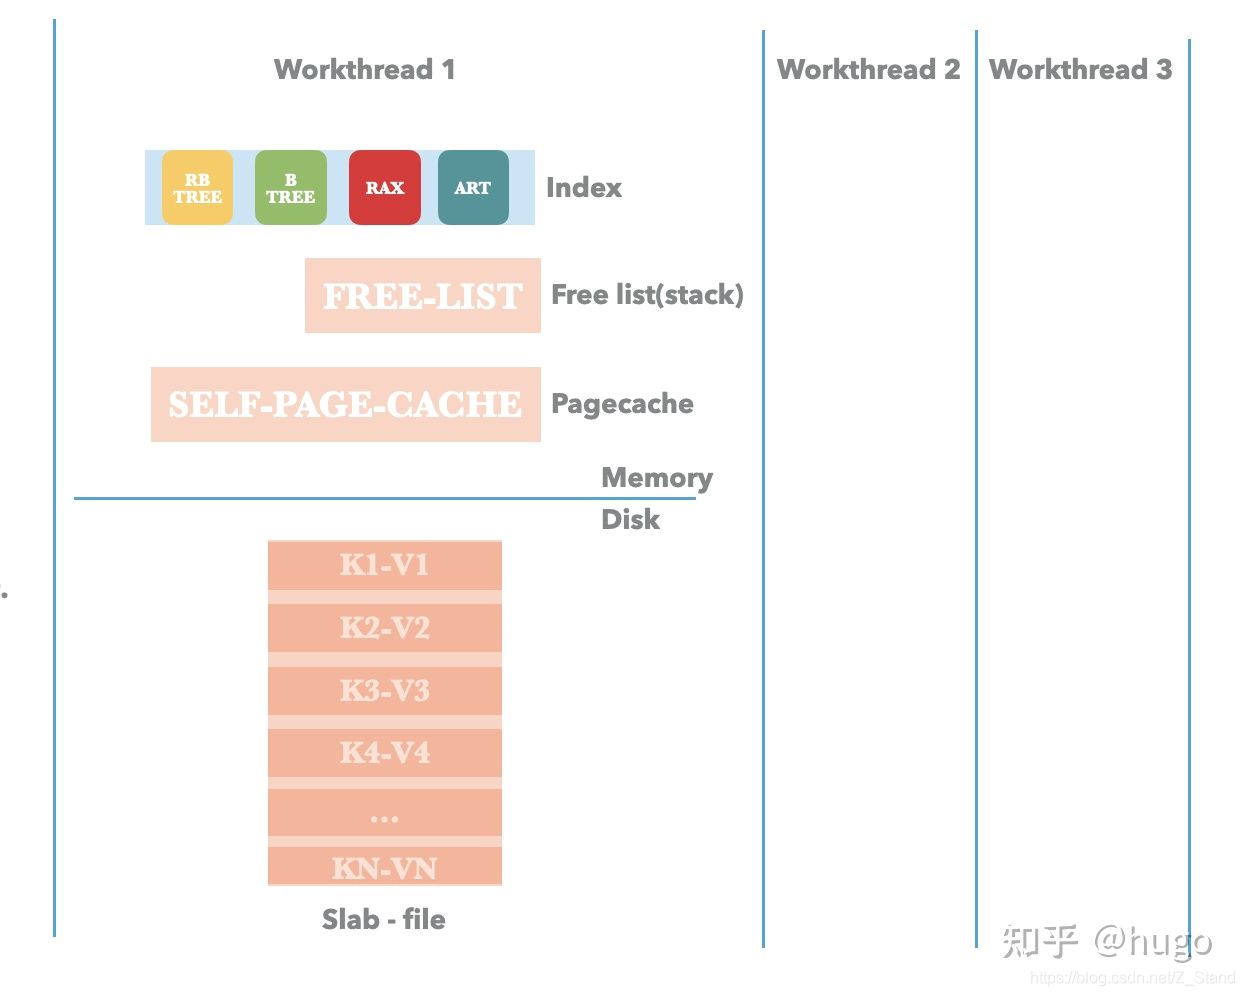 Workthread 1
Workthread 2
Workthread 3
RB
TREE
B
TREE
RAX
ART
Index
FREE-LIST
Free list(stack)
SELF-PAGE-CACHE
Pagecache
Memory
Disk
K1-V1
K2-V2
K3-V3
K4-V4
...
KN-VN
Slab - file
知乎 @hugo
https://blog.csdn.net/Z_Stand